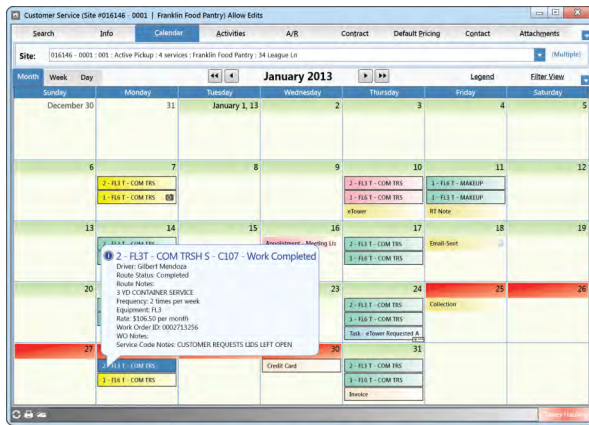 Customer Service (Site #016146 - 0001 | Franklin Food Pantry) Allow Edits
Search Info Calendar Activities A/R Contract Default Pricing Contact Attachments
Site: 016146 - 0001 : 001 : Active Pickup : 4 services : Franklin Food Pantry : 34 League Ln (Multiple)
Month Week Day January 2013 Legend Filter View
Sunday Monday Tuesday Wednesday Thursday Friday Saturday
December 30 31 January 1, 13 2 3 4 5
6 7 8 9 10 11 12
2 - FL3 T - COM TRS 2 - FL3 T - COM TRS 1 - FL6 T - MAKEUP
1 - FL6 T - COM TRS 1 - FL6 T - COM TRS 1 - FL3 T - MAKEUP
eTower RT Note
13 14 15 16 17 18 19
Appointment - Meeting Us 2 - FL3 T - COM TRS Email-Sent
1 - FL6 T - COM TRS
2 - FL3T - COM TRSH S - C107 - Work Completed
Driver: Gilbert Mendoza
Route Status: Completed
Route Notes:
3 YD CONTAINER SERVICE
Frequency: 2 times per week
Equipment: FL3
Rate: $106.50 per month
Work Order ID: 0002713256
WO Notes:
Service Code Notes: CUSTOMER REQUESTS LIDS LEFT OPEN
20 23 24 25 26
2 - FL3 T - COM TRS Collection
1 - FL6 T - COM TRS
Task - eTower Requested A
27 30 31
2 - FL3 T - COM TRS Credit Card 2 - FL3 T - COM TRS
1 - FL6 T - COM TRS 1 - FL6 T - COM TRS
Invoice